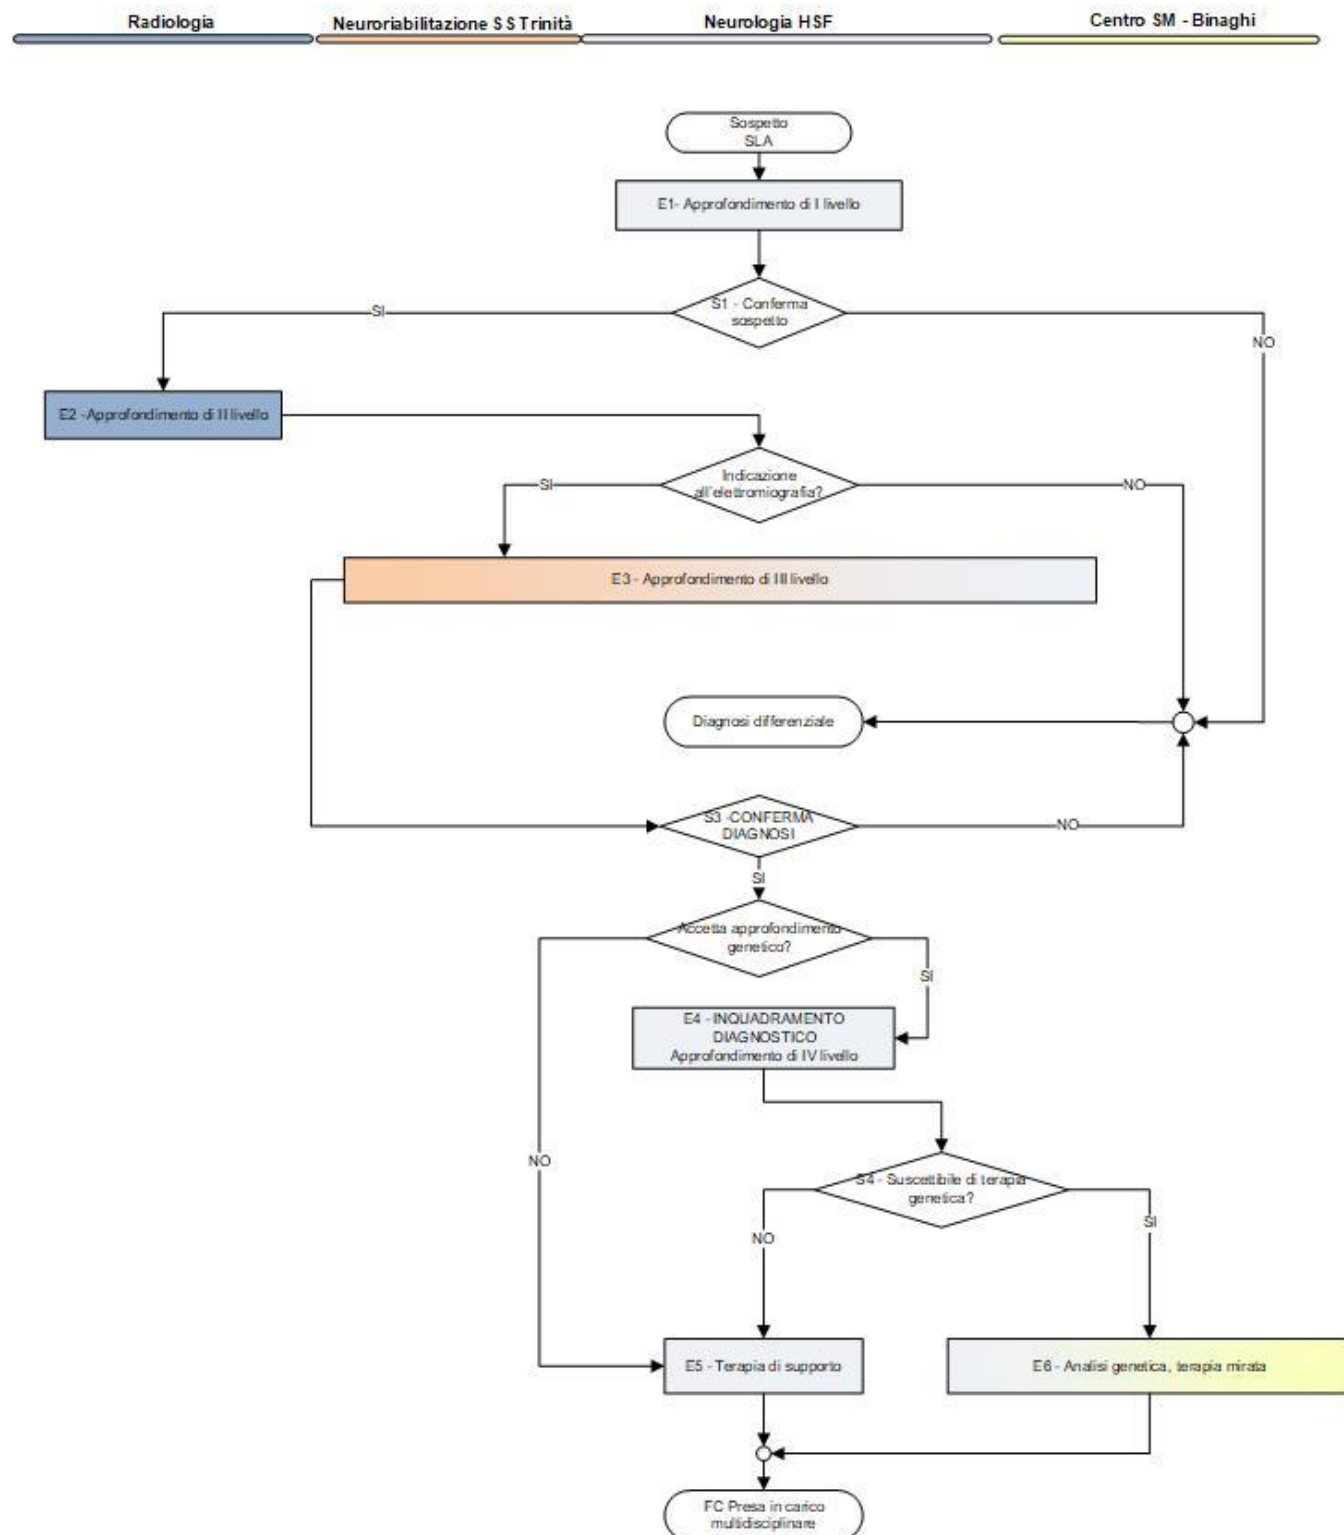 Radiologia
Neuroriabilitazione SS Trinità
Neurologia HSF
Centro SM - Binaghi
Sospetto
SLA
E1- Approfondimento di I livello
S1 - Conferma
sospetto
SI
NO
E2 -Approfondimento di II livello
Indicazione
all'elettromiografia?
SI
NO
E3 - Approfondimento di III livello
Diagnosi differenziale
S3 -CONFERMA
DIAGNOSI
NO
SI
Accetta approfondimento
genetico?
SI
E4 - INQUADRAMENTO
DIAGNOSTICO
Approfondimento di IV livello
NO
S4 - Suscettibile di terapia
genetica?
SI
NO
E5 - Terapia di supporto
E6 - Analisi genetica, terapia mirata
FC Presa in carico
multidisciplinare